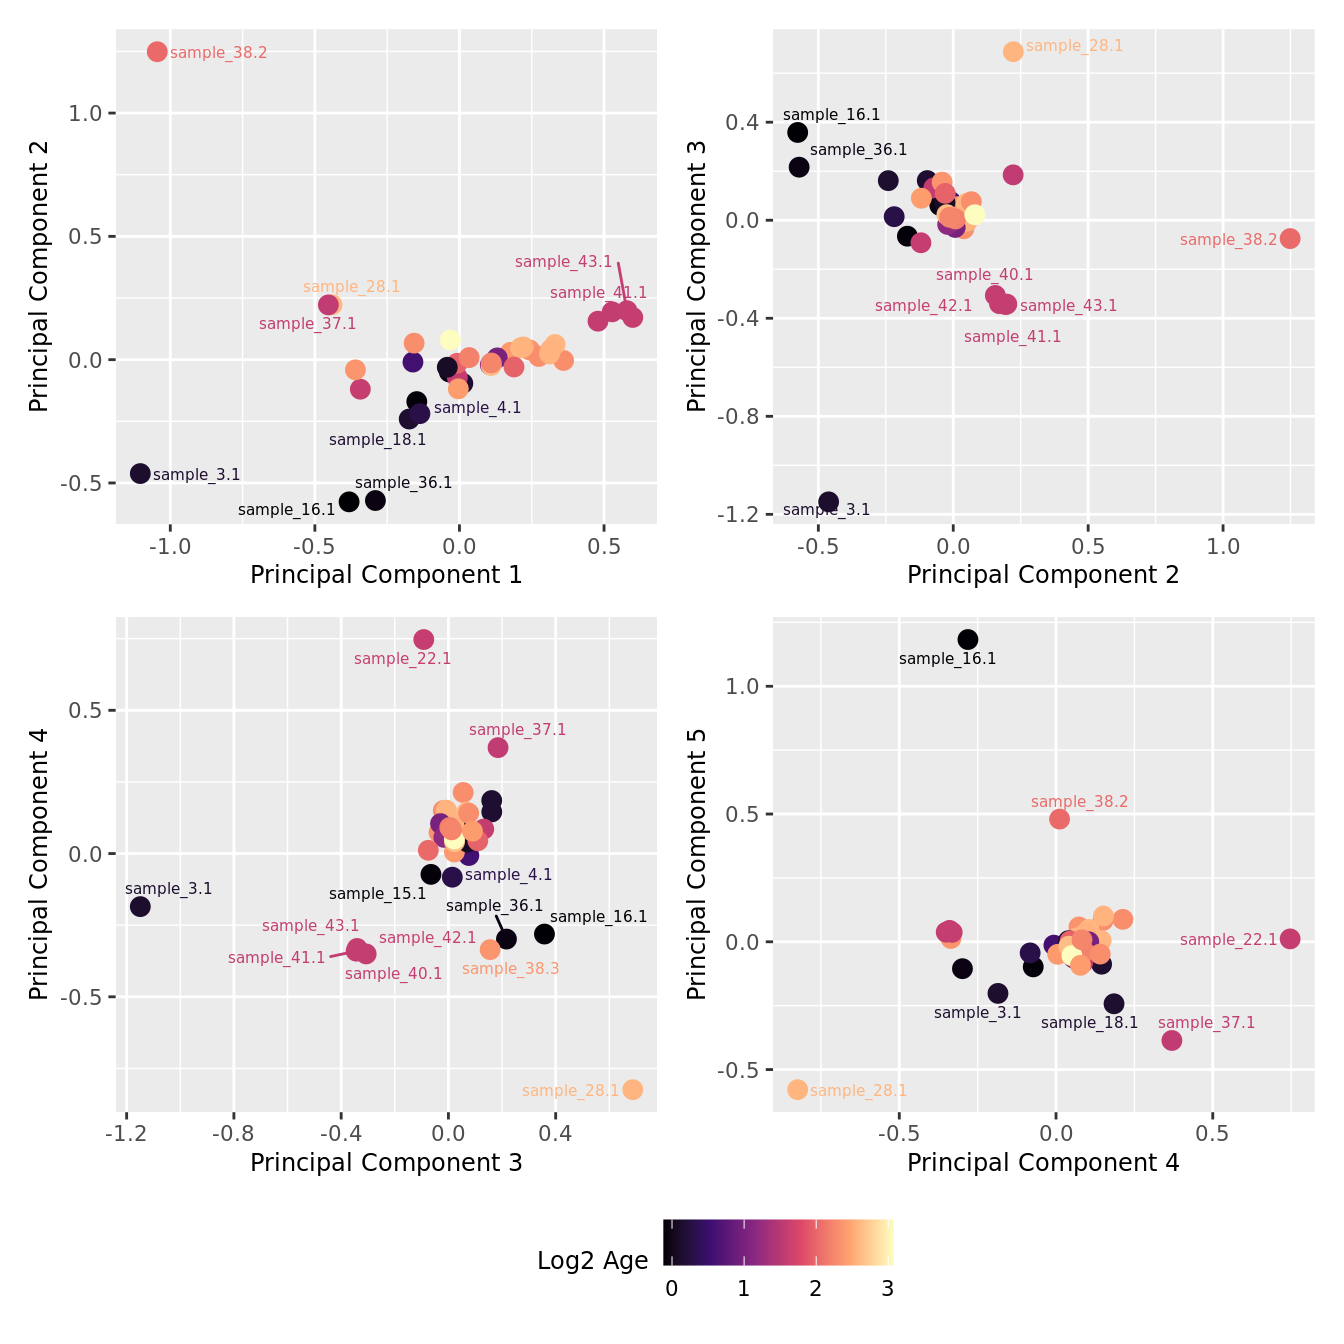 Principal Component 2
1.0
0.5
0.0
-0.5
sample_38.2
sample_43.1
sample_28.1
sample_41.1
sample_37.1
sample_4.1
sample_18.1
sample_3.1
sample_36.1
sample_16.1
-1.0 -0.5 0.0 0.5
Principal Component 1
Principal Component 3
0.4
0.0
-0.4
-0.8
-1.2
sample_28.1
sample_16.1
sample_36.1
sample_38.2
sample_40.1
sample_42.1
sample_43.1
sample_41.1
sample_3.1
-0.5 0.0 0.5 1.0
Principal Component 2
Principal Component 4
0.5
0.0
-0.5
sample_22.1
sample_37.1
sample_4.1
sample_3.1
sample_15.1
sample_36.1
sample_16.1
sample_43.1
sample_42.1
sample_41.1
sample_38.3
sample_40.1
sample_28.1
-1.2 -0.8 -0.4 0.0 0.4
Principal Component 3
Principal Component 5
1.0
0.5
0.0
-0.5
sample_16.1
sample_38.2
sample_22.1
sample_3.1
sample_18.1
sample_37.1
sample_28.1
-0.5 0.0 0.5
Principal Component 4
Log2 Age
0 1 2 3